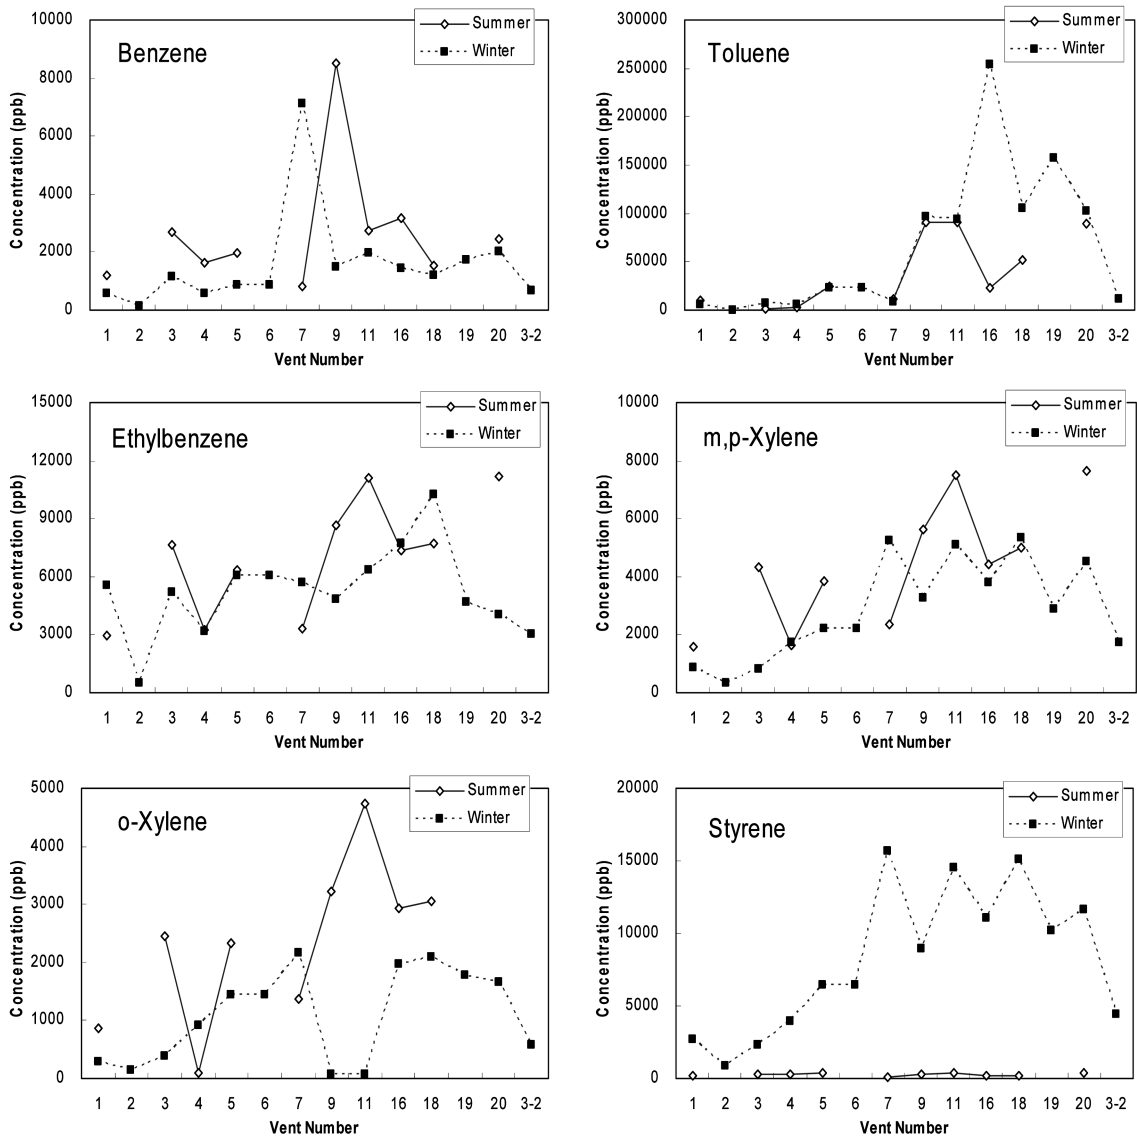 Benzene
Summer
Winter
Concentration (ppb)
10000
8000
6000
4000
2000
0
1 2 3 4 5 6 7 9 11 16 18 19 20 3-2
Vent Number
Toluene
Summer
Winter
Concentration (ppb)
300000
250000
200000
150000
100000
50000
0
1 2 3 4 5 6 7 9 11 16 18 19 20 3-2
Vent Number
Ethylbenzene
Summer
Winter
Concentration (ppb)
15000
12000
9000
6000
3000
0
1 2 3 4 5 6 7 9 11 16 18 19 20 3-2
Vent Number
m,p-Xylene
Summer
Winter
Concentration (ppb)
10000
8000
6000
4000
2000
0
1 2 3 4 5 6 7 9 11 16 18 19 20 3-2
Vent Number
o-Xylene
Summer
Winter
Concentration (ppb)
5000
4000
3000
2000
1000
0
1 2 3 4 5 6 7 9 11 16 18 19 20 3-2
Vent Number
Styrene
Summer
Winter
Concentration (ppb)
20000
15000
10000
5000
0
1 2 3 4 5 6 7 9 11 16 18 19 20 3-2
Vent Number